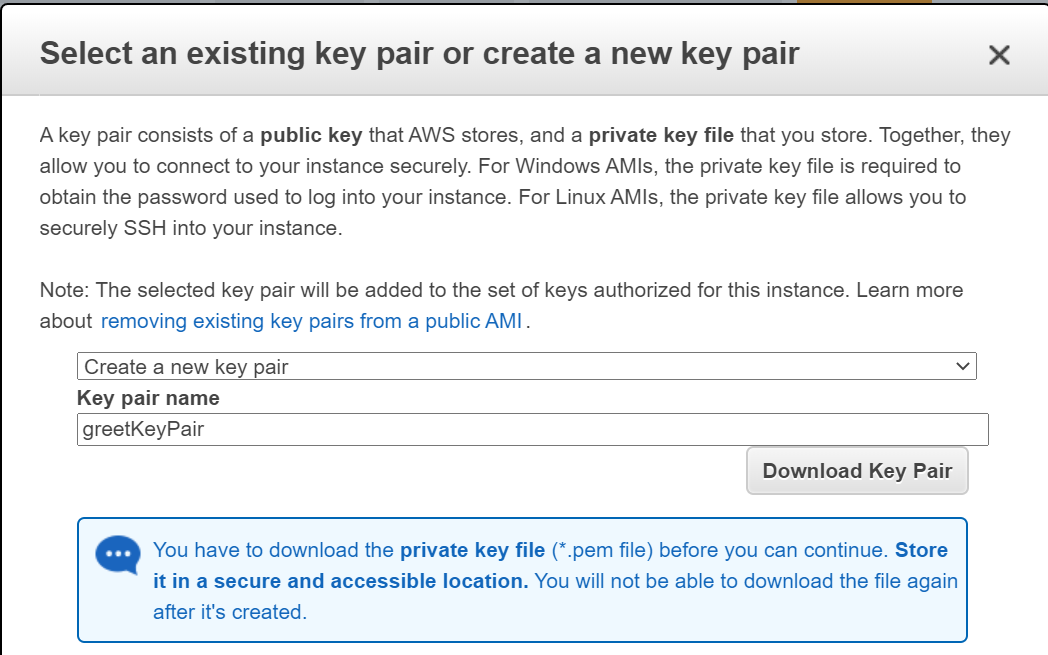 Select an existing key pair or create a new key pair
A key pair consists of a public key that AWS stores, and a private key file that you store. Together, they
allow you to connect to your instance securely. For Windows AMIs, the private key file is required to
obtain the password used to log into your instance. For Linux AMIs, the private key file allows you to
securely SSH into your instance.
Note: The selected key pair will be added to the set of keys authorized for this instance. Learn more
about removing existing key pairs from a public AMI.
Create a new key pair
Key pair name
greetKeyPair
Download Key Pair
You have to download the private key file (*.pem file) before you can continue. Store
it in a secure and accessible location. You will not be able to download the file again
after it's created.